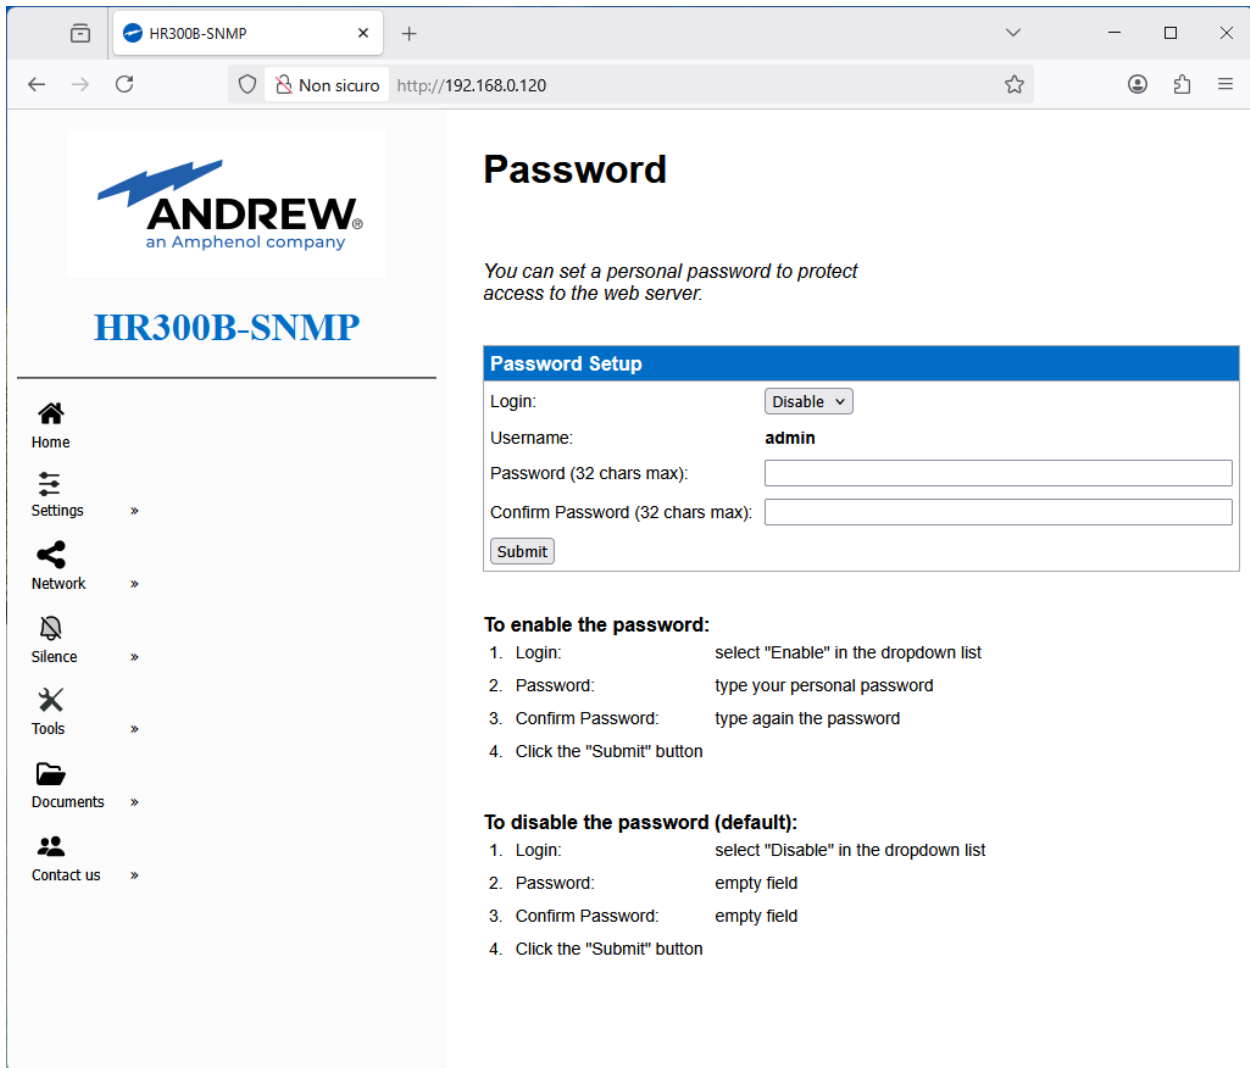 HR300B-SNMP
Non sicuro http://192.168.0.120
ANDREW®
an Amphenol company
HR300B-SNMP
Home
Settings »
Network »
Silence »
Tools »
Documents »
Contact us »
Password
You can set a personal password to protect
access to the web server.
Password Setup
Login: Disable
Username: admin
Password (32 chars max):
Confirm Password (32 chars max):
Submit
To enable the password:
1. Login: select "Enable" in the dropdown list
2. Password: type your personal password
3. Confirm Password: type again the password
4. Click the "Submit" button
To disable the password (default):
1. Login: select "Disable" in the dropdown list
2. Password: empty field
3. Confirm Password: empty field
4. Click the "Submit" button